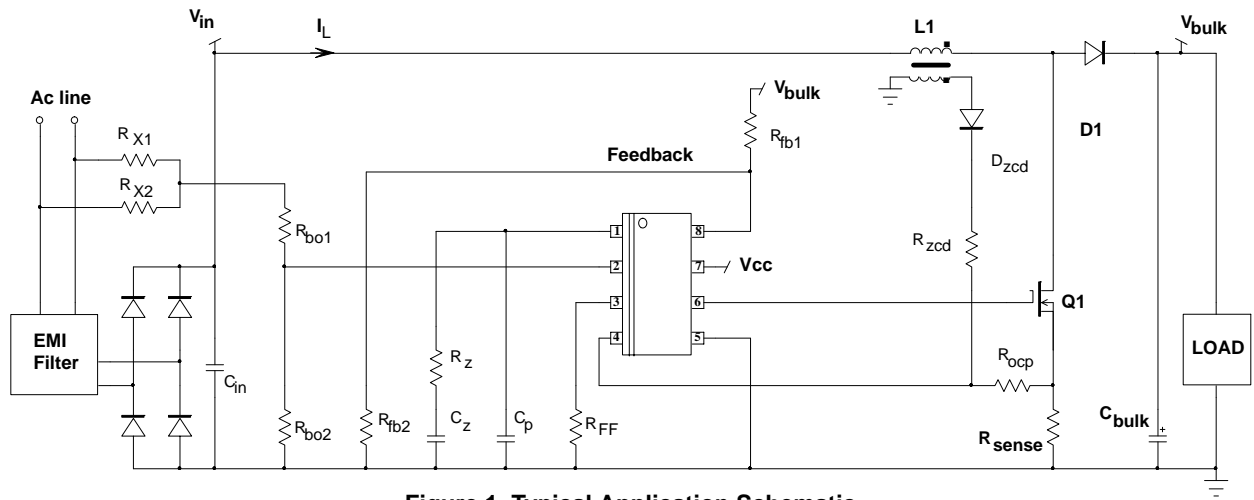 Vin
IL
L1
Vbulk
Ac line
Vbulk
RX1
Rfb1
D1
Feedback
Dzcd
RX2
Rbo1
1
8
Rzcd
2
7
Vcc
3
6
Q1
EMI
Filter
4
5
LOAD
Rz
Rocp
Cin
Rbo2
Rfb2
Cz
Cp
RFF
Rsense
Cbulk
+
Figure 1. Typical Application Schematic